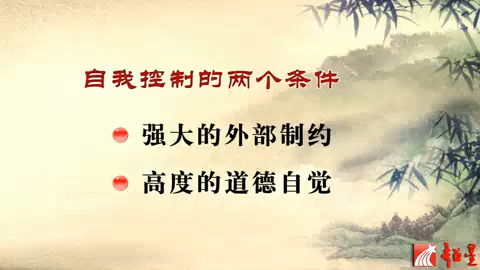 自我控制的两个条件
强大的外部制约
高度的道德自觉